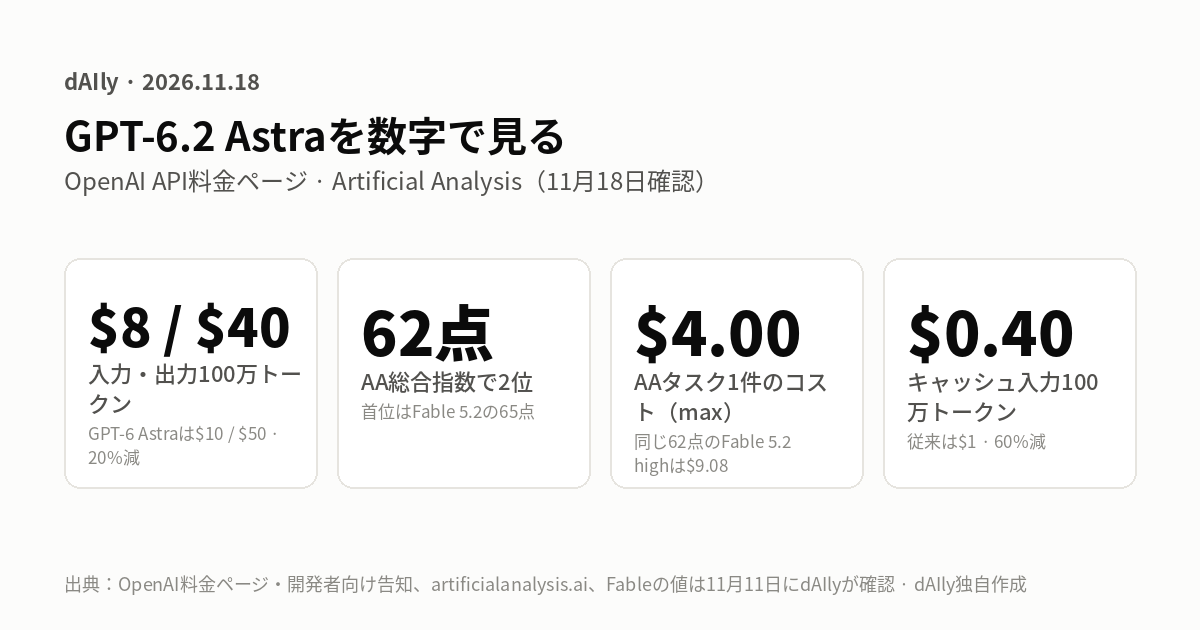 dAIly · 2026.11.18
GPT-6.2 Astraを数字で見る
OpenAI API料金ページ · Artificial Analysis（11月18日確認）
$8 / $40
入力・出力100万トー
クン
GPT-6 Astraは$10 / $50 ·
20%減
62点
AA総合指数で2位
首位はFable 5.2の65点
$4.00
AAタスク1件のコス
ト（max）
同じ62点のFable 5.2
highは$9.08
$0.40
キャッシュ入力100
万トークン
従来は$1 · 60%減
出典：OpenAI料金ページ・開発者向け告知、artificialanalysis.ai、Fableの値は11月11日にdAIlyが確認 · dAIly独自作成